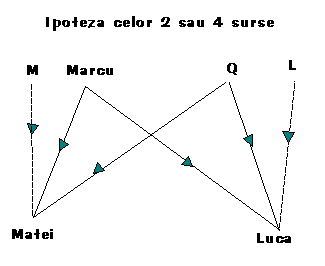 Ipoteza celor 2 sau 4 surse
M Marcu Q L
Matei Luca